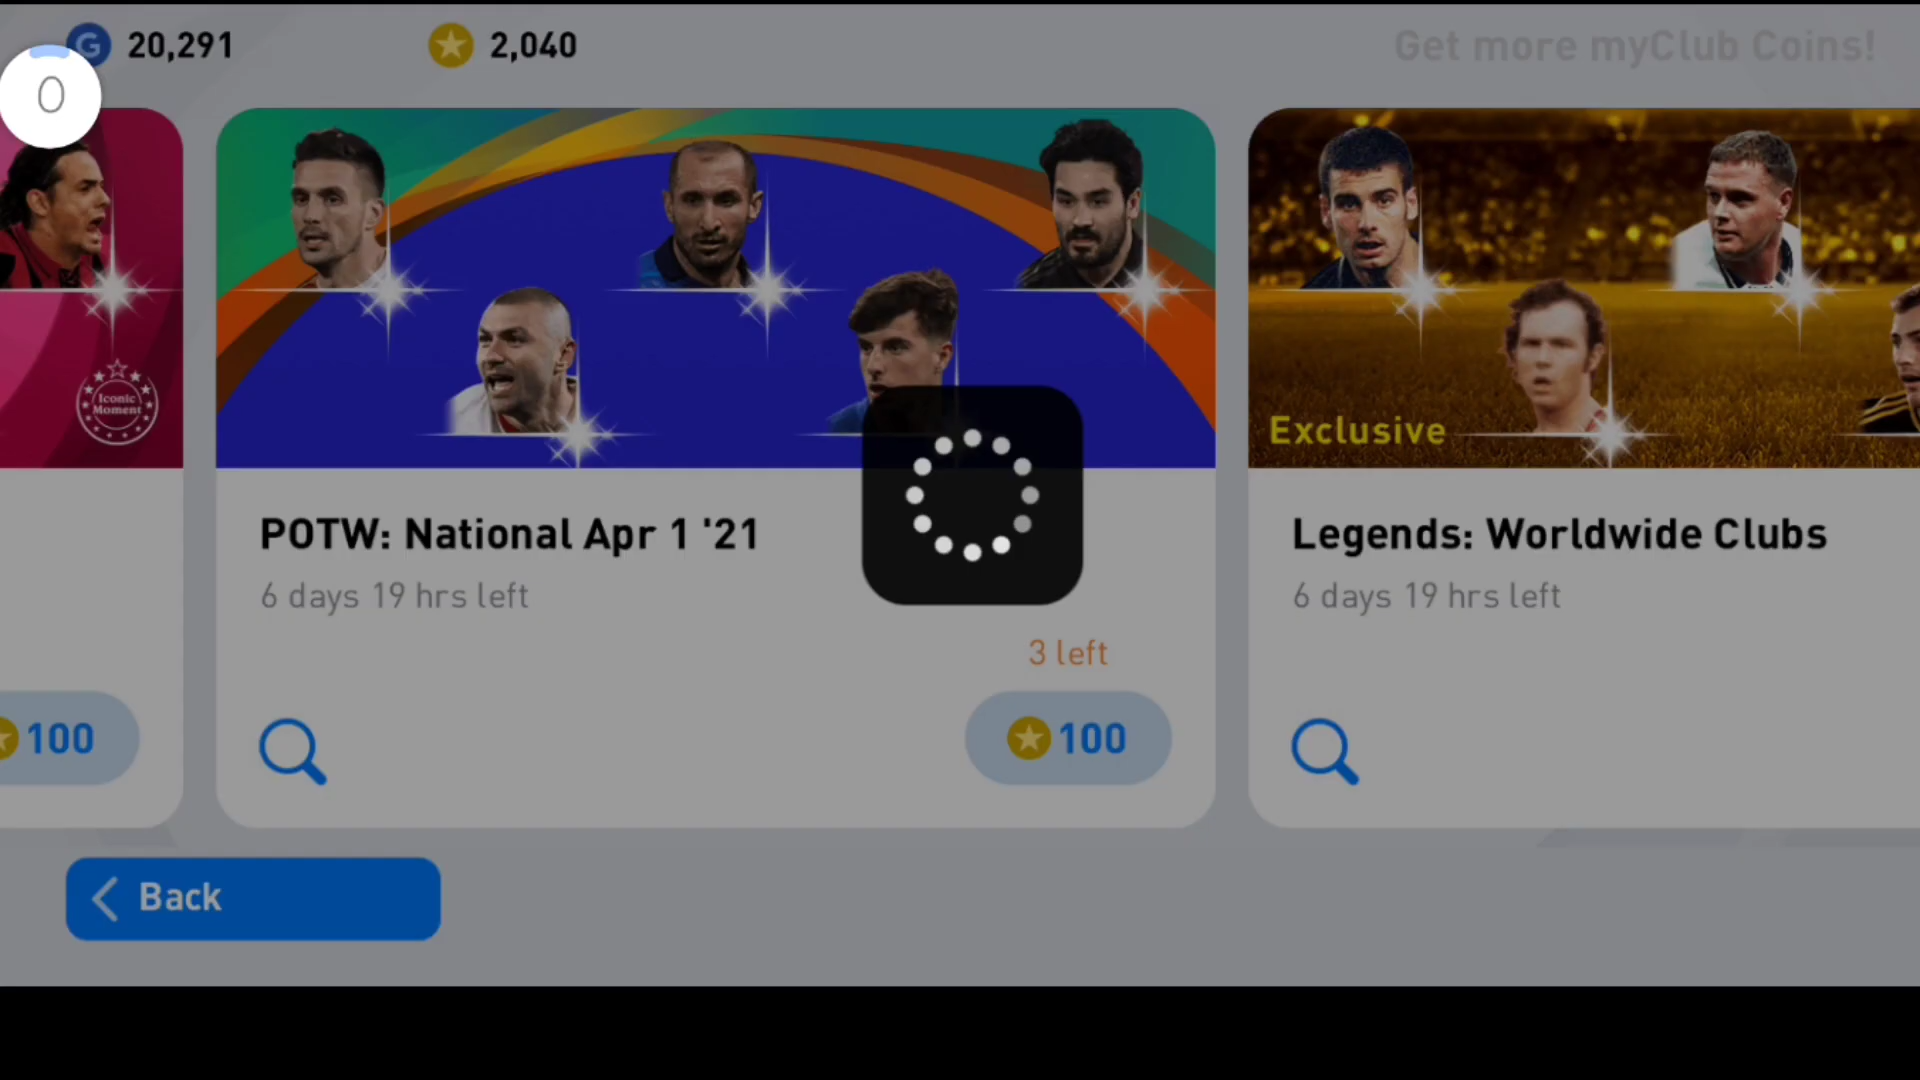 G 20,291
2,040
Get more myClub Coins!
0
Iconic
Moment
Exclusive
POTW: National Apr 1 '21
6 days 19 hrs left
Legends: Worldwide Clubs
6 days 19 hrs left
3 left
100
100
Back